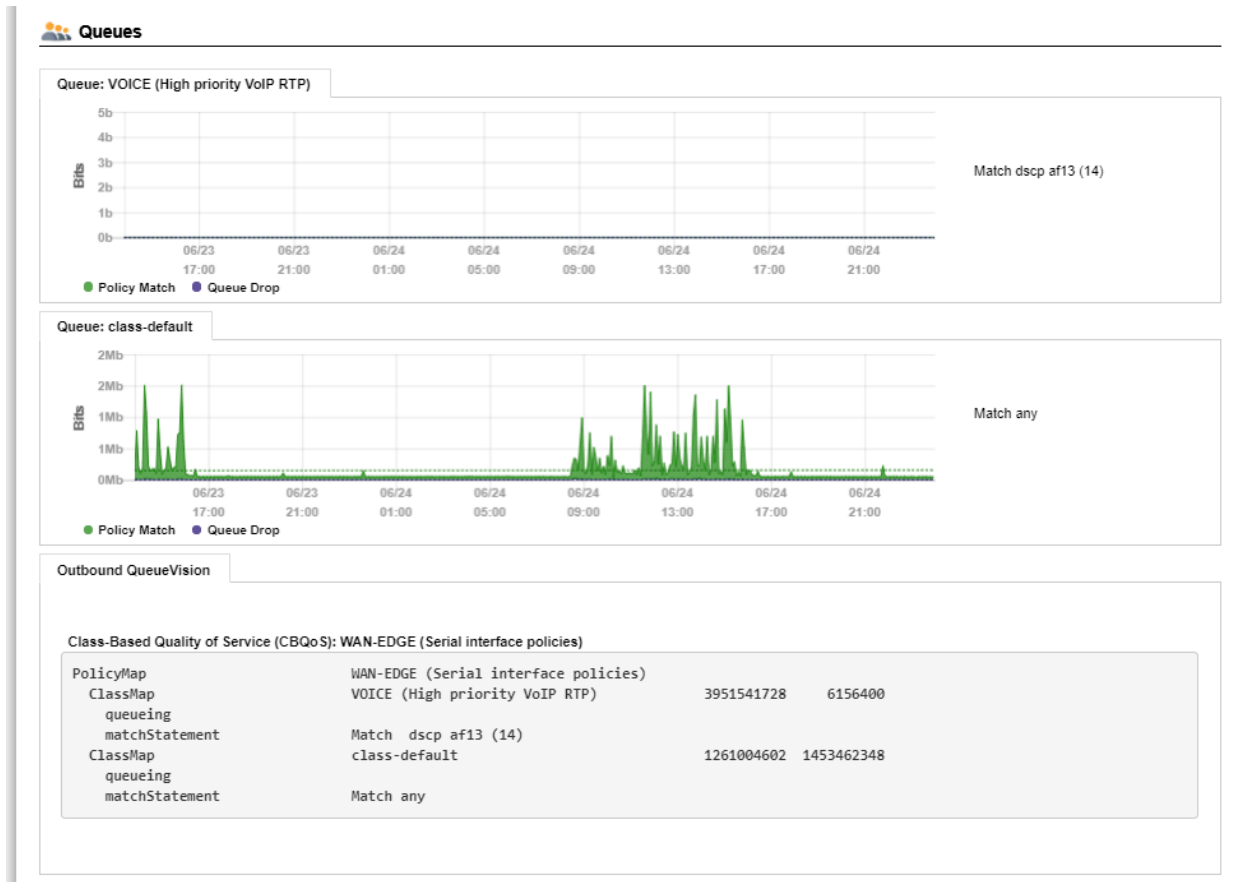 Queues
Queue: VOICE (High priority VoIP RTP)
5b
4b
3b
2b
1b
0b
Bits
06/23 06/23 06/24 06/24 06/24 06/24 06/24 06/24
17:00 21:00 01:00 05:00 09:00 13:00 17:00 21:00
Policy Match Queue Drop
Match dscp af13 (14)
Queue: class-default
2Mb
2Mb
1Mb
1Mb
0Mb
Bits
06/23 06/23 06/24 06/24 06/24 06/24 06/24 06/24
17:00 21:00 01:00 05:00 09:00 13:00 17:00 21:00
Policy Match Queue Drop
Match any
Outbound QueueVision
Class-Based Quality of Service (CBQoS): WAN-EDGE (Serial interface policies)
PolicyMap WAN-EDGE (Serial interface policies)
ClassMap VOICE (High priority VoIP RTP) 3951541728 6156400
queueing
matchStatement Match dscp af13 (14)
ClassMap class-default 1261004602 1453462348
queueing
matchStatement Match any